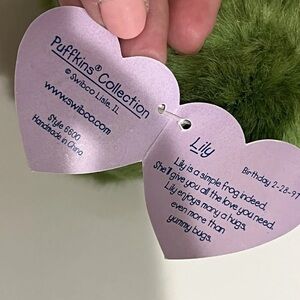 Puffkins® Collection
© Swibco Lisle, IL
www.swibco.com
Style 6600
Handmade in China
Lily
Birthday 2-28-97
Lily is a simple frog indeed.
She'll give you all the love you need.
Lily enjoys many a hugs,
even more than
yummy bugs.